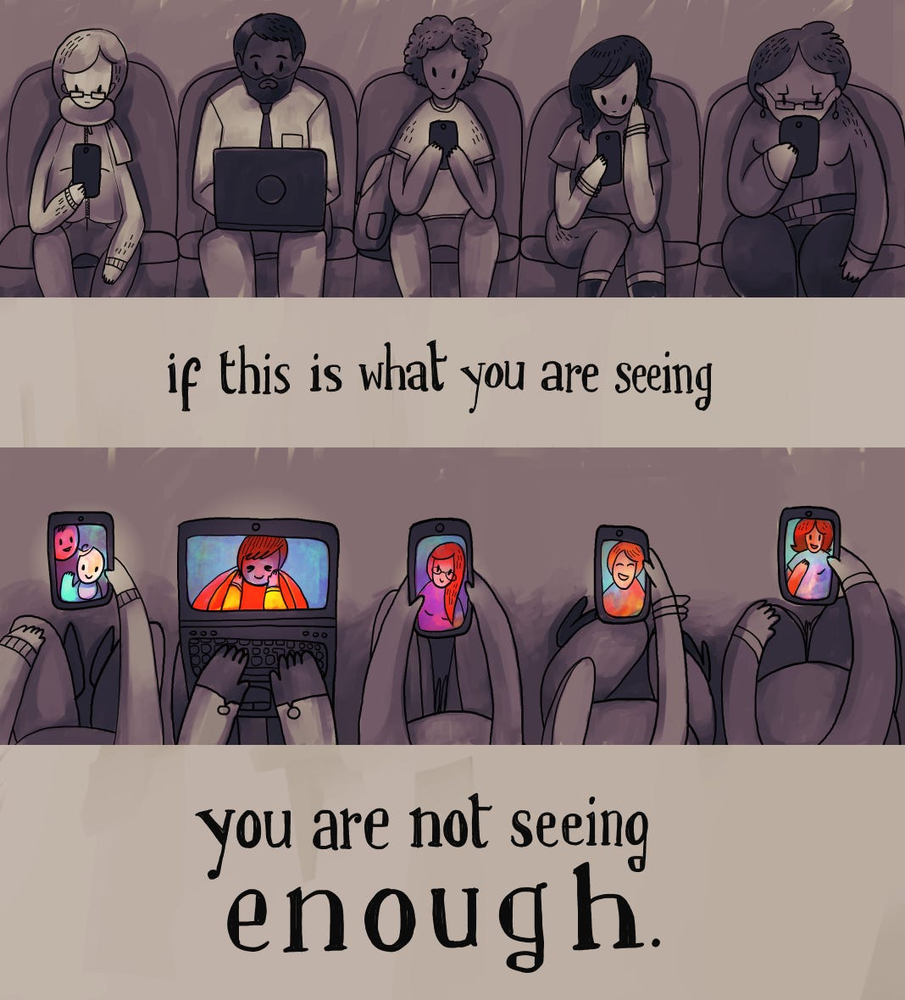 if this is what you are seeing
you are not seeing
enough.